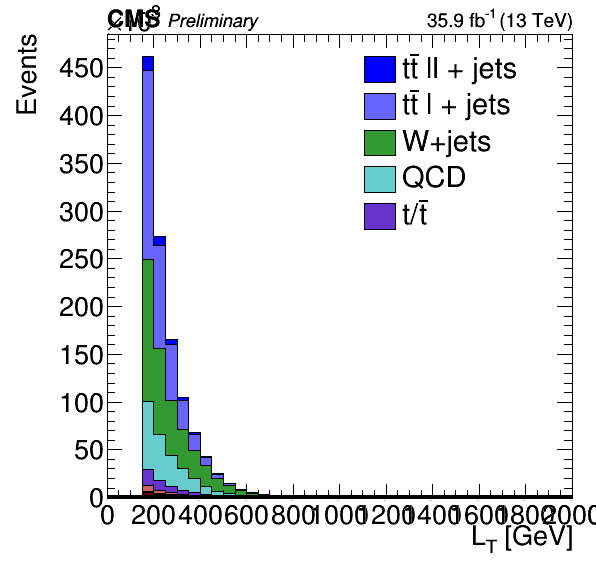 CMS Preliminary 35.9 fb⁻¹ (13 TeV)
×10³
Events
450
400
350
300
250
200
150
100
50
0
tt̄ ll + jets
tt̄ l + jets
W+jets
QCD
t/t̄
0 200 400 600 800 1000 1200 1400 1600 1800 2000
L_T [GeV]